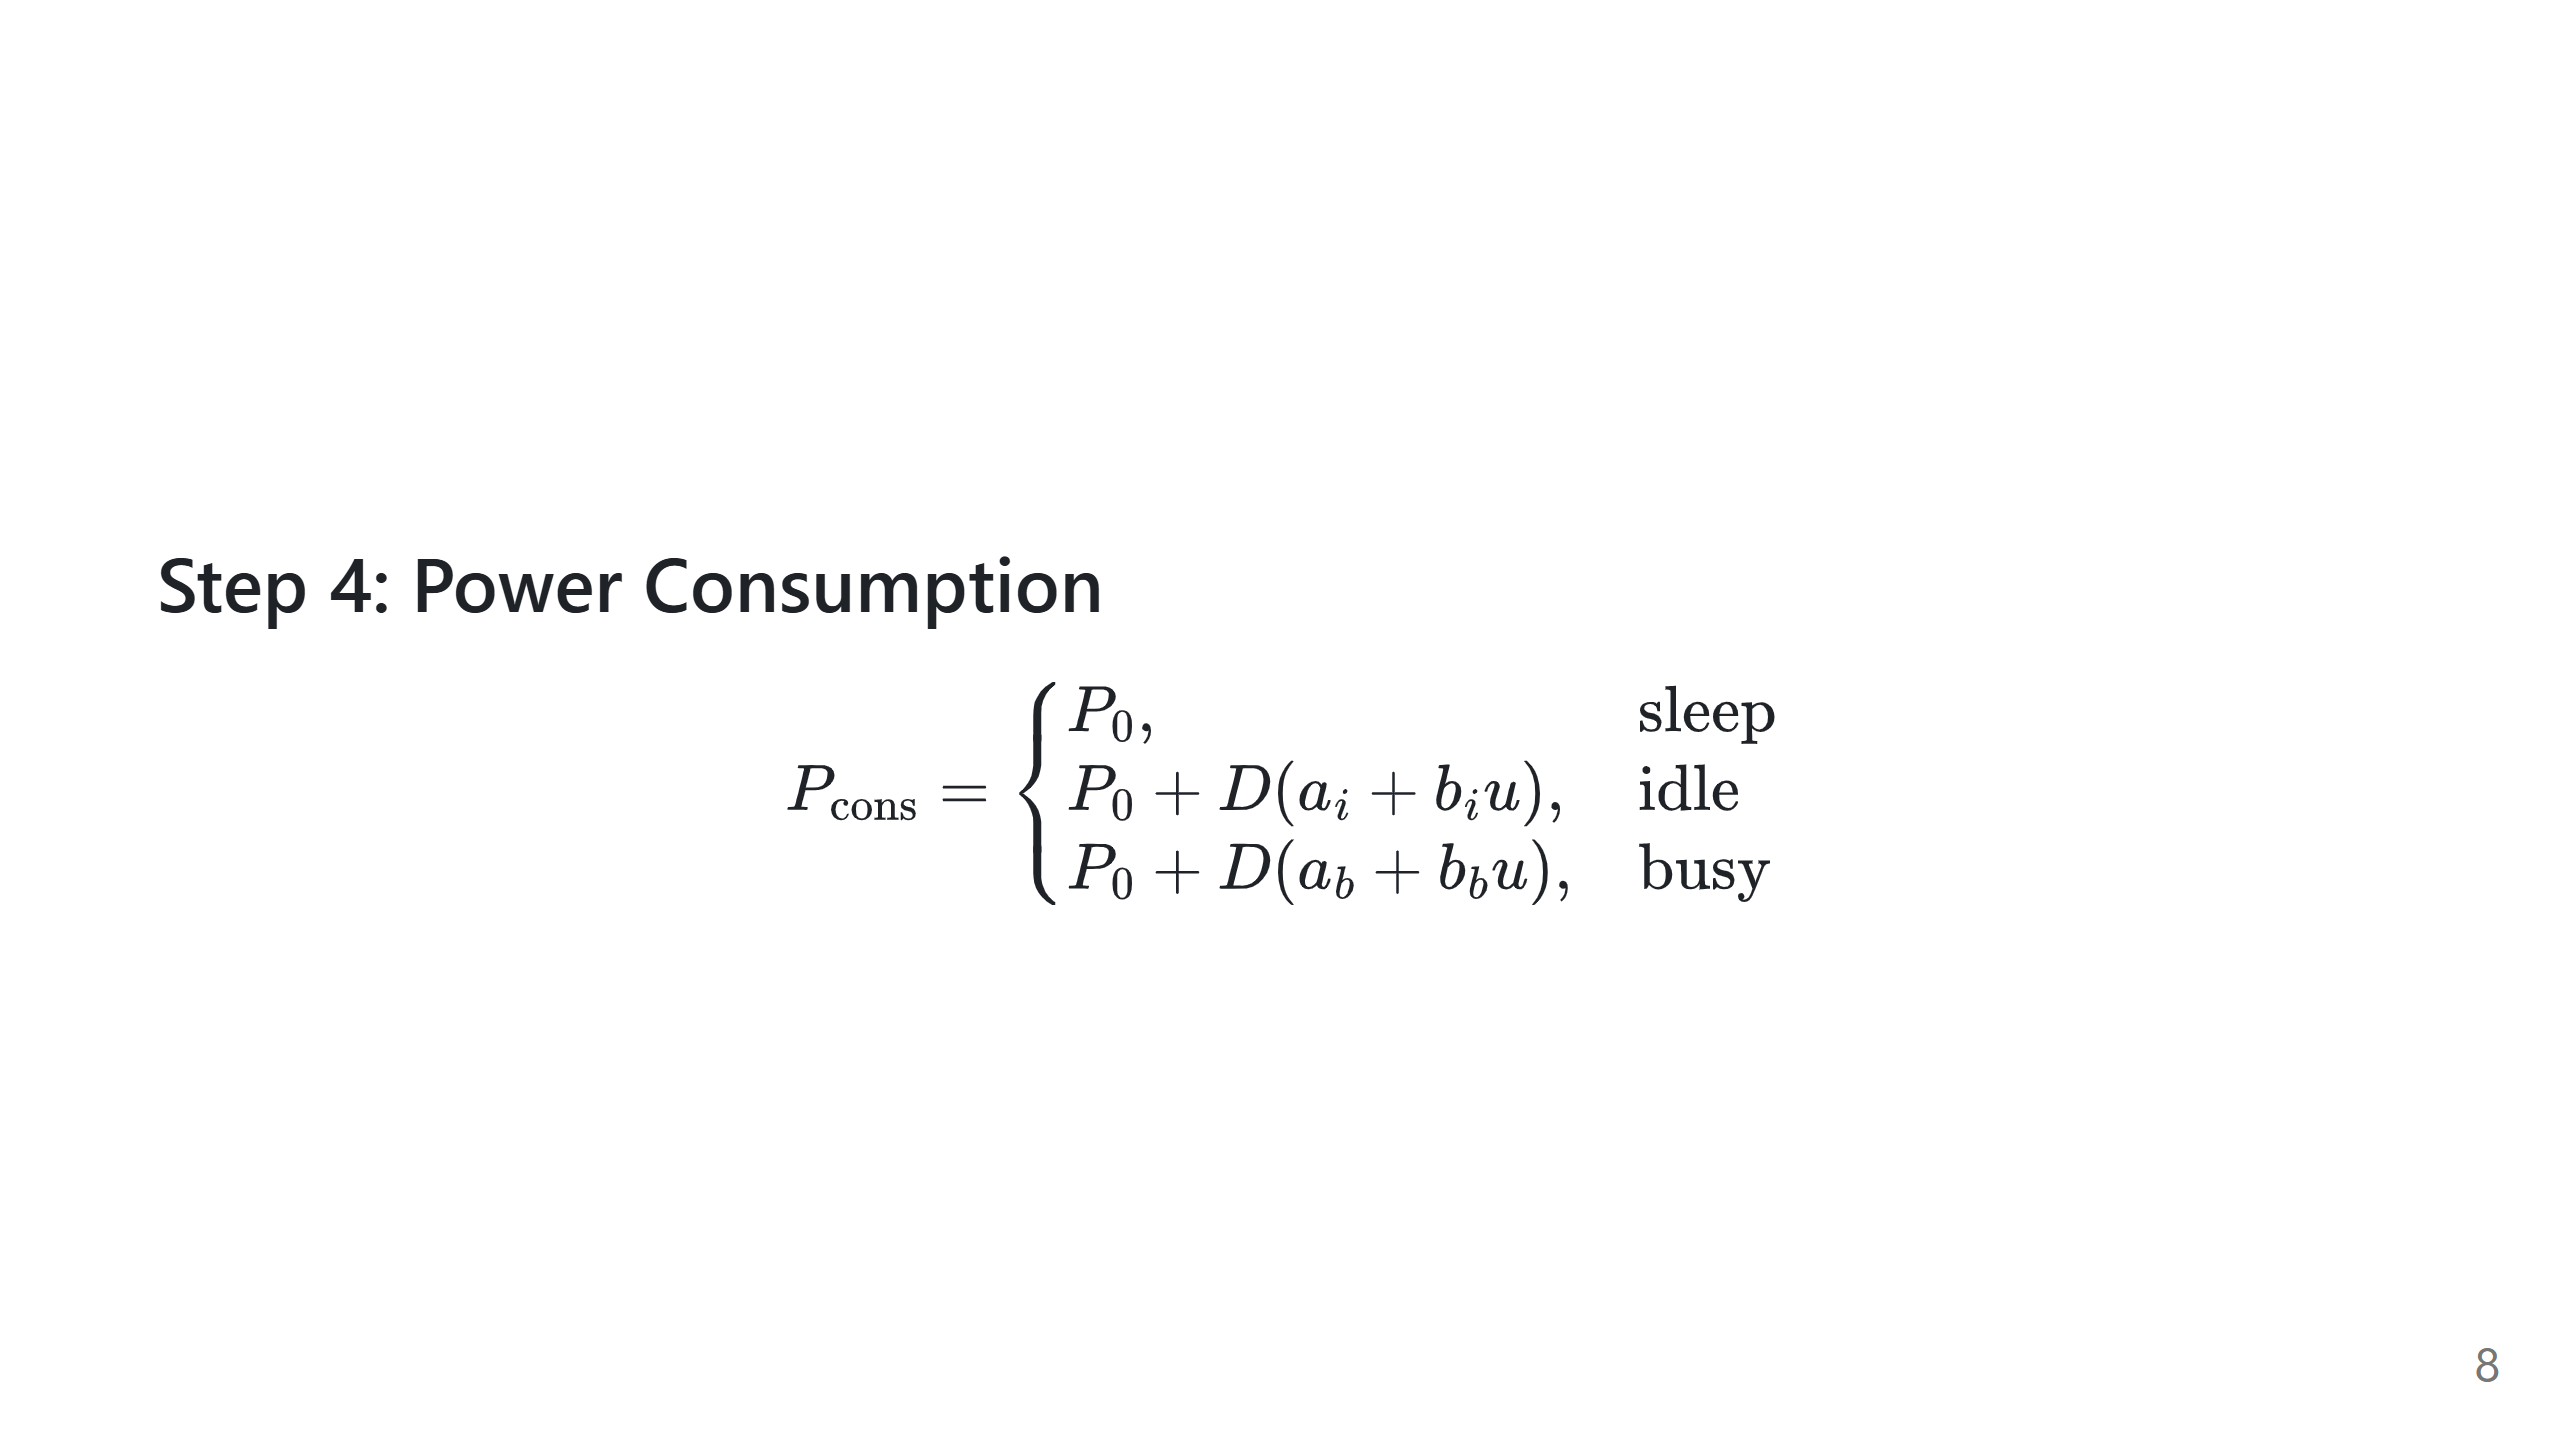 Step 4: Power Consumption
P_cons = { P_0, sleep
P_0 + D(a_i + b_i u), idle
P_0 + D(a_b + b_b u), busy
8